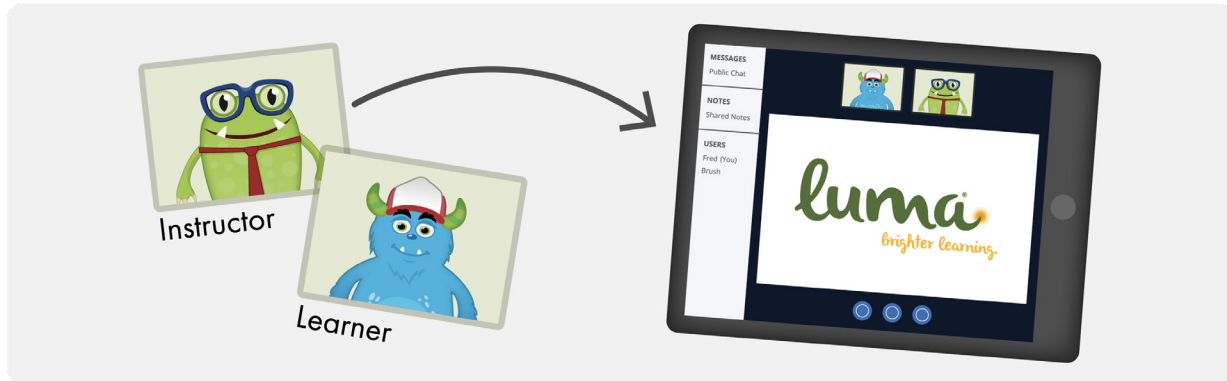 Instructor
Learner
MESSAGES
Public Chat
NOTES
Shared Notes
USERS
Fred (You)
Brush
luma®
brighter learning.